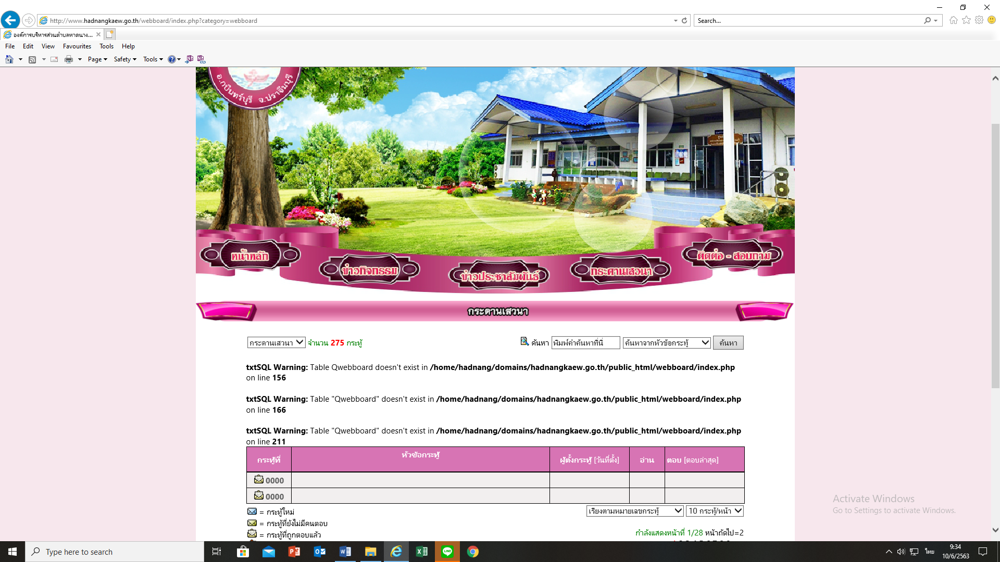 http://www.hadnangkaew.go.th/webboard/index.php?category=webboard
Search...
องค์การบริหารส่วนตำบลหาดนาง...
File Edit View Favourites Tools Help
Page Safety Tools
อ.กบินทร์บุรี จ.ปราจีนบุรี
หน้าหลัก
ข่าวกิจกรรม
ข่าวประชาสัมพันธ์
กระดานเสวนา
ติดต่อ - สอบถาม
กระดานเสวนา
กระดานเสวนา จำนวน 275 กระทู้
ค้นหา พิมพ์คำค้นหาที่นี่ ค้นหาจากหัวข้อกระทู้ ค้นหา
txtSQL Warning: Table Qwebboard doesn't exist in /home/hadnang/domains/hadnangkaew.go.th/public_html/webboard/index.php
on line 156
txtSQL Warning: Table "Qwebboard" doesn't exist in /home/hadnang/domains/hadnangkaew.go.th/public_html/webboard/index.php
on line 166
txtSQL Warning: Table "Qwebboard" doesn't exist in /home/hadnang/domains/hadnangkaew.go.th/public_html/webboard/index.php
on line 211
กระทู้ที่ หัวข้อกระทู้ ผู้ตั้งกระทู้ [วันที่ตั้ง] อ่าน ตอบ [ตอบล่าสุด]
0000
0000
= กระทู้ใหม่
= กระทู้ที่ยังไม่มีคนตอบ
= กระทู้ที่ถูกตอบแล้ว
เรียงตามหมายเลขกระทู้ 10 กระทู้/หน้า
กำลังแสดงหน้าที่ 1/28 หน้าถัดไป=2
Activate Windows
Go to Settings to activate Windows.
Type here to search
ไทย
9:34
10/6/2563